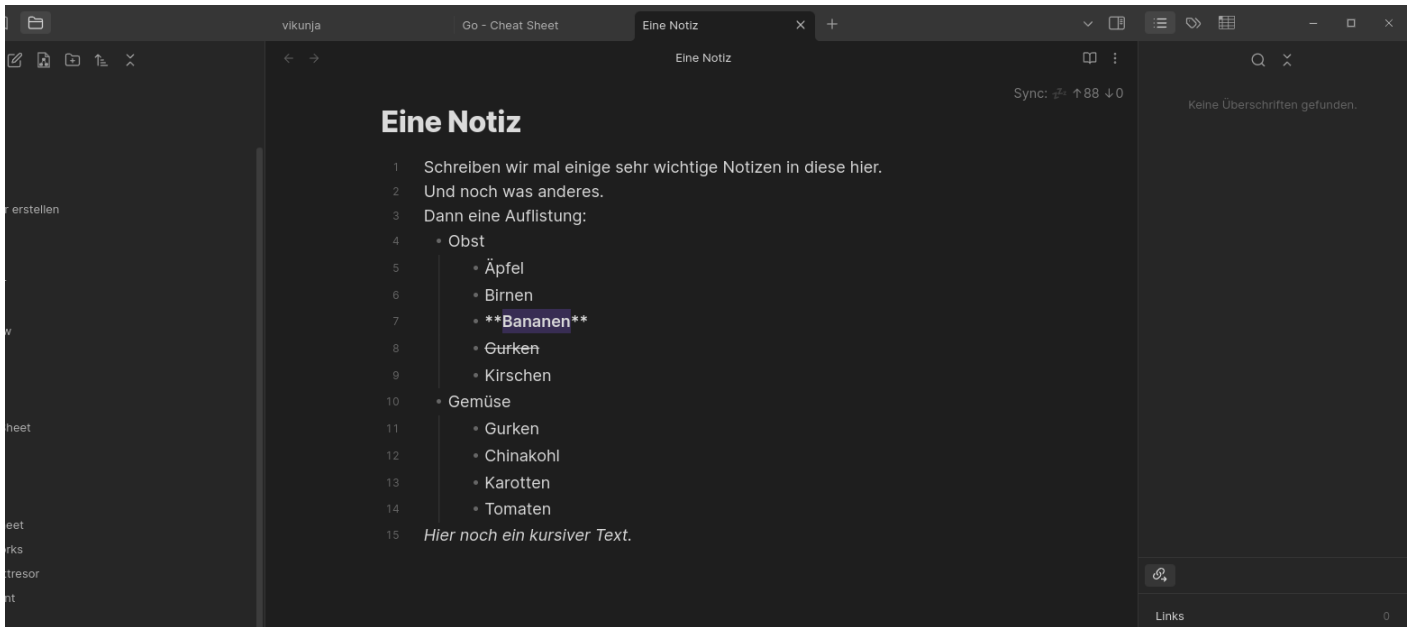 vikunja
Go - Cheat Sheet
Eine Notiz
Eine Notiz
Sync: ↑88 ↓0
Keine Überschriften gefunden.
Eine Notiz
1 Schreiben wir mal einige sehr wichtige Notizen in diese hier.
2 Und noch was anderes.
3 Dann eine Auflistung:
4 • Obst
5 • Äpfel
6 • Birnen
7 • **Bananen**
8 • Gurken
9 • Kirschen
10 • Gemüse
11 • Gurken
12 • Chinakohl
13 • Karotten
14 • Tomaten
15 Hier noch ein kursiver Text.
r erstellen
w
heet
eet
rks
tresor
nt
Links 0